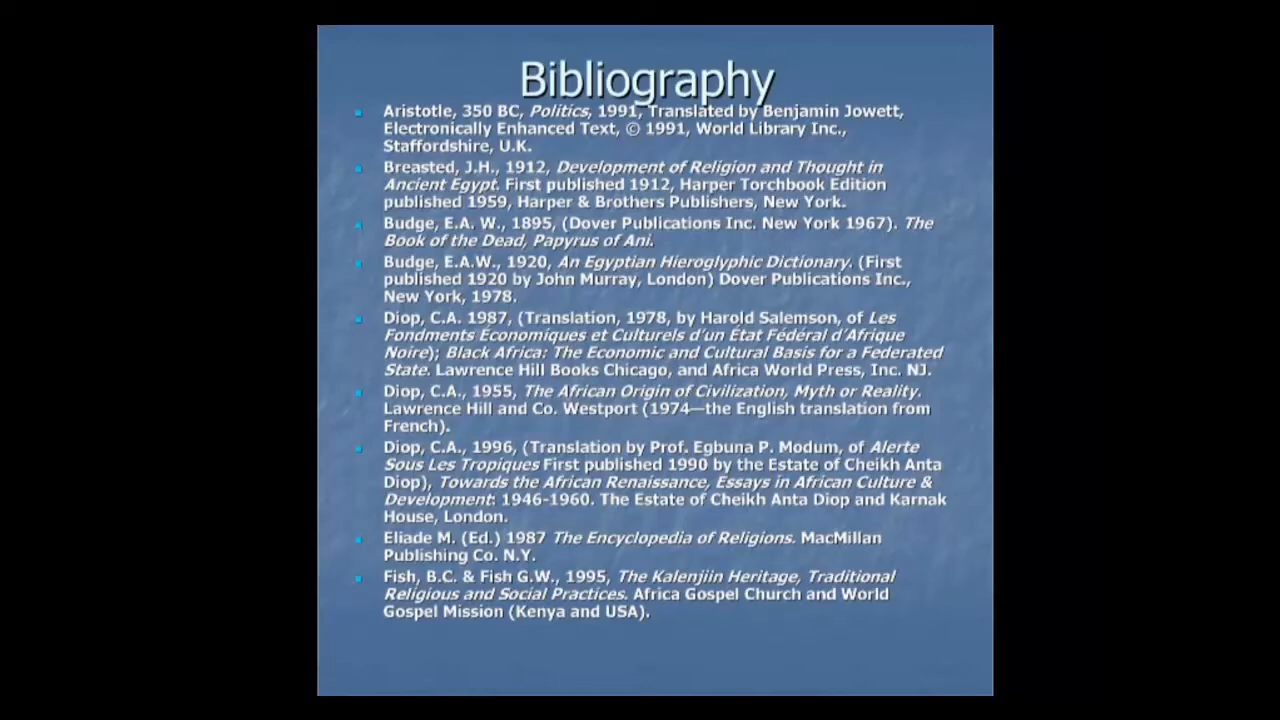 Bibliography
Aristotle, 350 BC, Politics, 1991, Translated by Benjamin Jowett,
Electronically Enhanced Text, © 1991, World Library Inc.,
Staffordshire, U.K.
Breasted, J.H., 1912, Development of Religion and Thought in
Ancient Egypt. First published 1912, Harper Torchbook Edition
published 1959, Harper & Brothers Publishers, New York.
Budge, E.A. W., 1895, (Dover Publications Inc. New York 1967). The
Book of the Dead, Papyrus of Ani.
Budge, E.A.W., 1920, An Egyptian Hieroglyphic Dictionary. (First
published 1920 by John Murray, London) Dover Publications Inc.,
New York, 1978.
Diop, C.A. 1987, (Translation, 1978, by Harold Salemson, of Les
Fondments Économiques et Culturels d'un État Fédéral d'Afrique
Noire); Black Africa: The Economic and Cultural Basis for a Federated
State. Lawrence Hill Books Chicago, and Africa World Press, Inc. NJ.
Diop, C.A., 1955, The African Origin of Civilization, Myth or Reality.
Lawrence Hill and Co. Westport (1974—the English translation from
French).
Diop, C.A., 1996, (Translation by Prof. Egbuna P. Modum, of Alerte
Sous Les Tropiques First published 1990 by the Estate of Cheikh Anta
Diop), Towards the African Renaissance, Essays in African Culture &
Development: 1946-1960. The Estate of Cheikh Anta Diop and Karnak
House, London.
Eliade M. (Ed.) 1987 The Encyclopedia of Religions. MacMillan
Publishing Co. N.Y.
Fish, B.C. & Fish G.W., 1995, The Kalenjiin Heritage, Traditional
Religious and Social Practices. Africa Gospel Church and World
Gospel Mission (Kenya and USA).